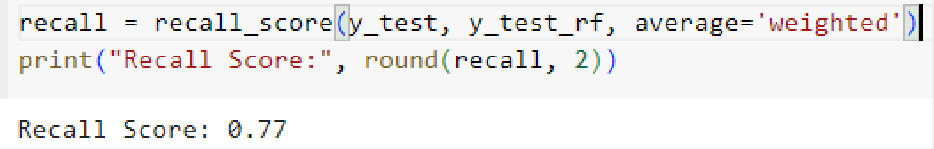 recall = recall_score(y_test, y_test_rf, average='weighted')
print("Recall Score:", round(recall, 2))
Recall Score: 0.77